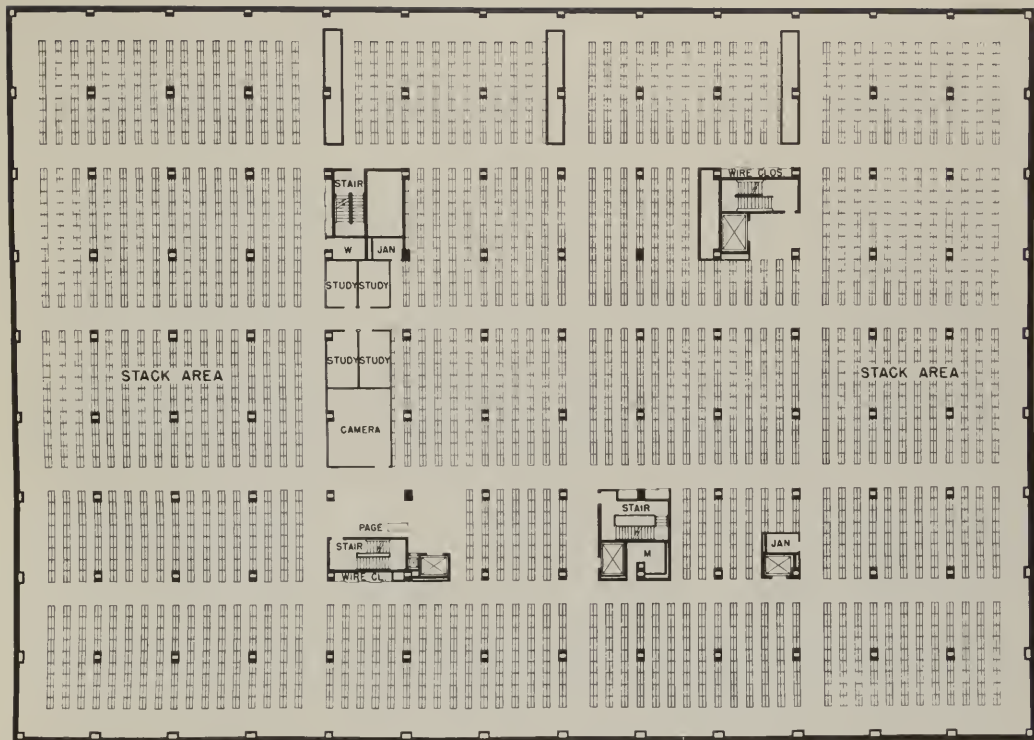 STAIR
WIRE CLOS.
W
JAN
STUDY
STUDY
STUDY
STUDY
STACK AREA
STACK AREA
CAMERA
PAGE
STAIR
STAIR
M
JAN
WIRE CL.